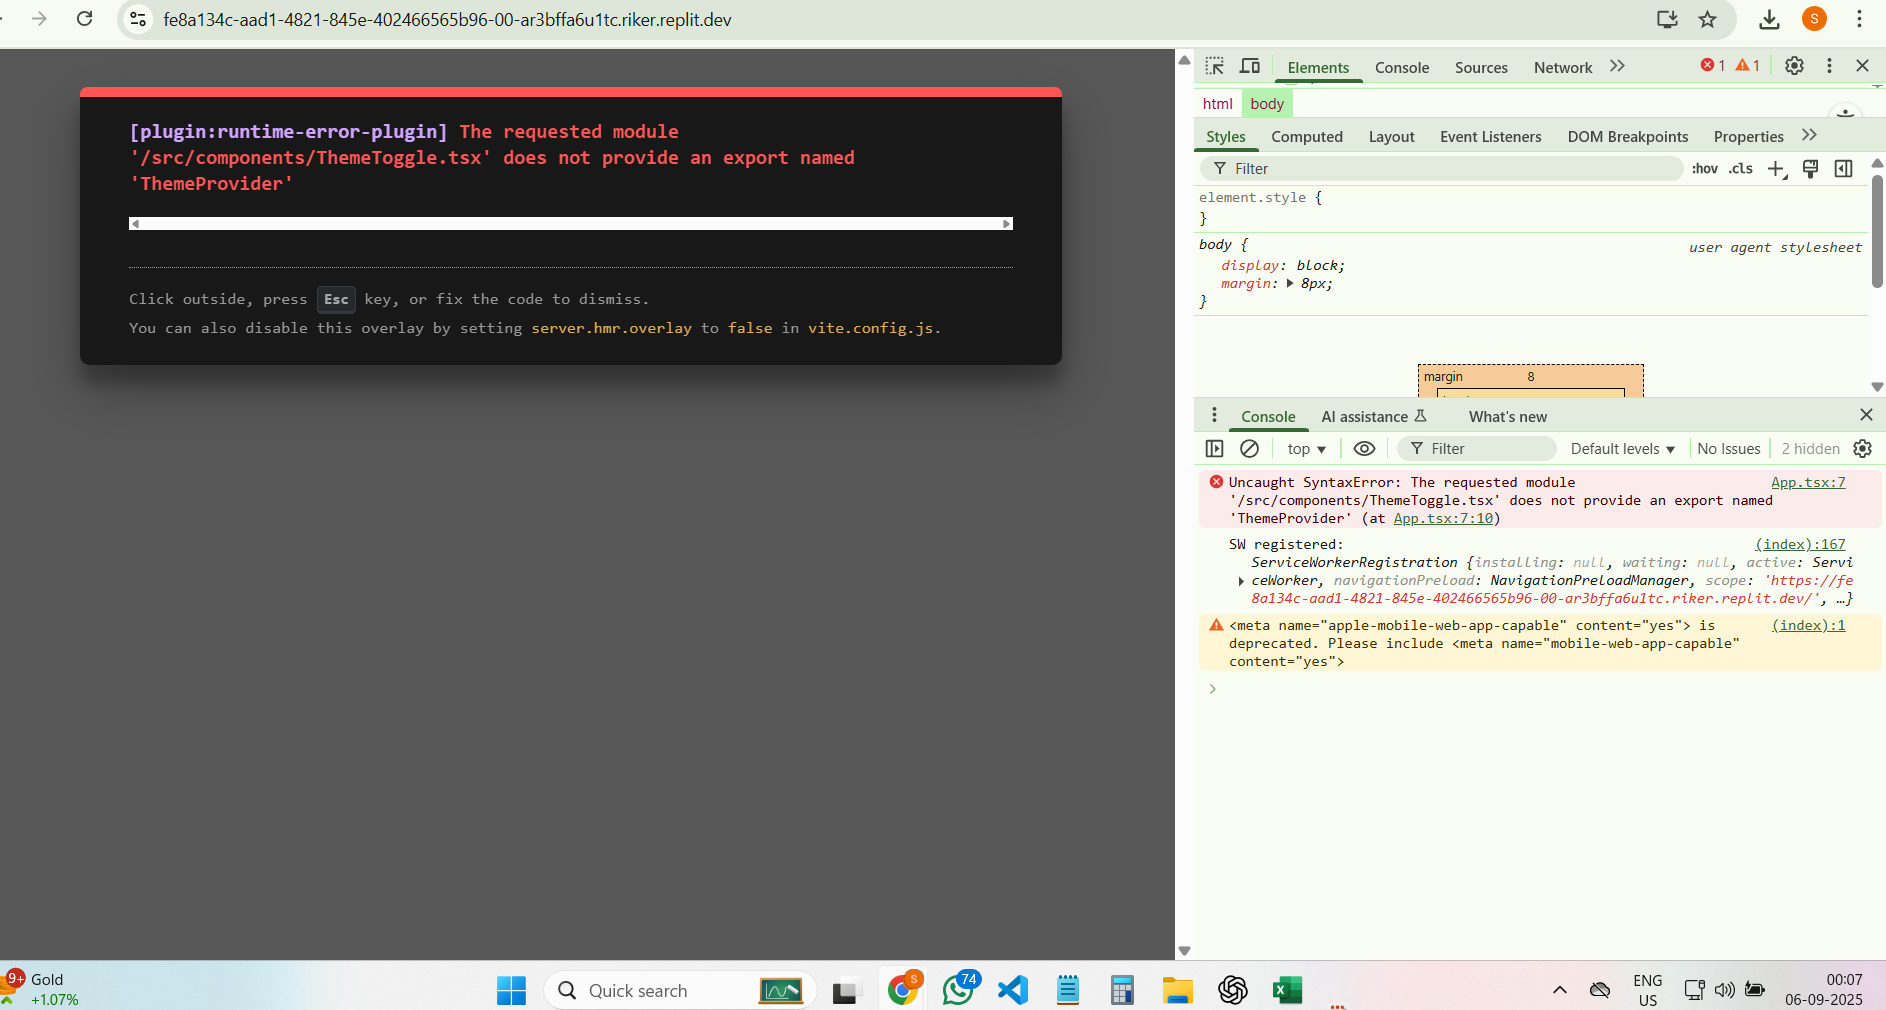 fe8a134c-aad1-4821-845e-402466565b96-00-ar3bffa6u1tc.riker.replit.dev
S
[plugin:runtime-error-plugin] The requested module
'/src/components/ThemeToggle.tsx' does not provide an export named
'ThemeProvider'
Click outside, press Esc key, or fix the code to dismiss.
You can also disable this overlay by setting server.hmr.overlay to false in vite.config.js.
Elements Console Sources Network 1 1
html body
Styles Computed Layout Event Listeners DOM Breakpoints Properties
Filter :hov .cls
element.style {
}
body { user agent stylesheet
display: block;
margin: 8px;
}
margin 8
Console AI assistance What's new
top Filter Default levels No Issues 2 hidden
Uncaught SyntaxError: The requested module App.tsx:7
'/src/components/ThemeToggle.tsx' does not provide an export named
'ThemeProvider' (at App.tsx:7:10)
SW registered: (index):167
ServiceWorkerRegistration {installing: null, waiting: null, active: Servi
ceWorker, navigationPreload: NavigationPreloadManager, scope: 'https://fe
8a134c-aad1-4821-845e-402466565b96-00-ar3bffa6u1tc.riker.replit.dev/', …}
<meta name="apple-mobile-web-app-capable" content="yes"> is (index):1
deprecated. Please include <meta name="mobile-web-app-capable"
content="yes">
9+ Gold
+1.07%
Quick search
S
74
ENG
US
00:07
06-09-2025